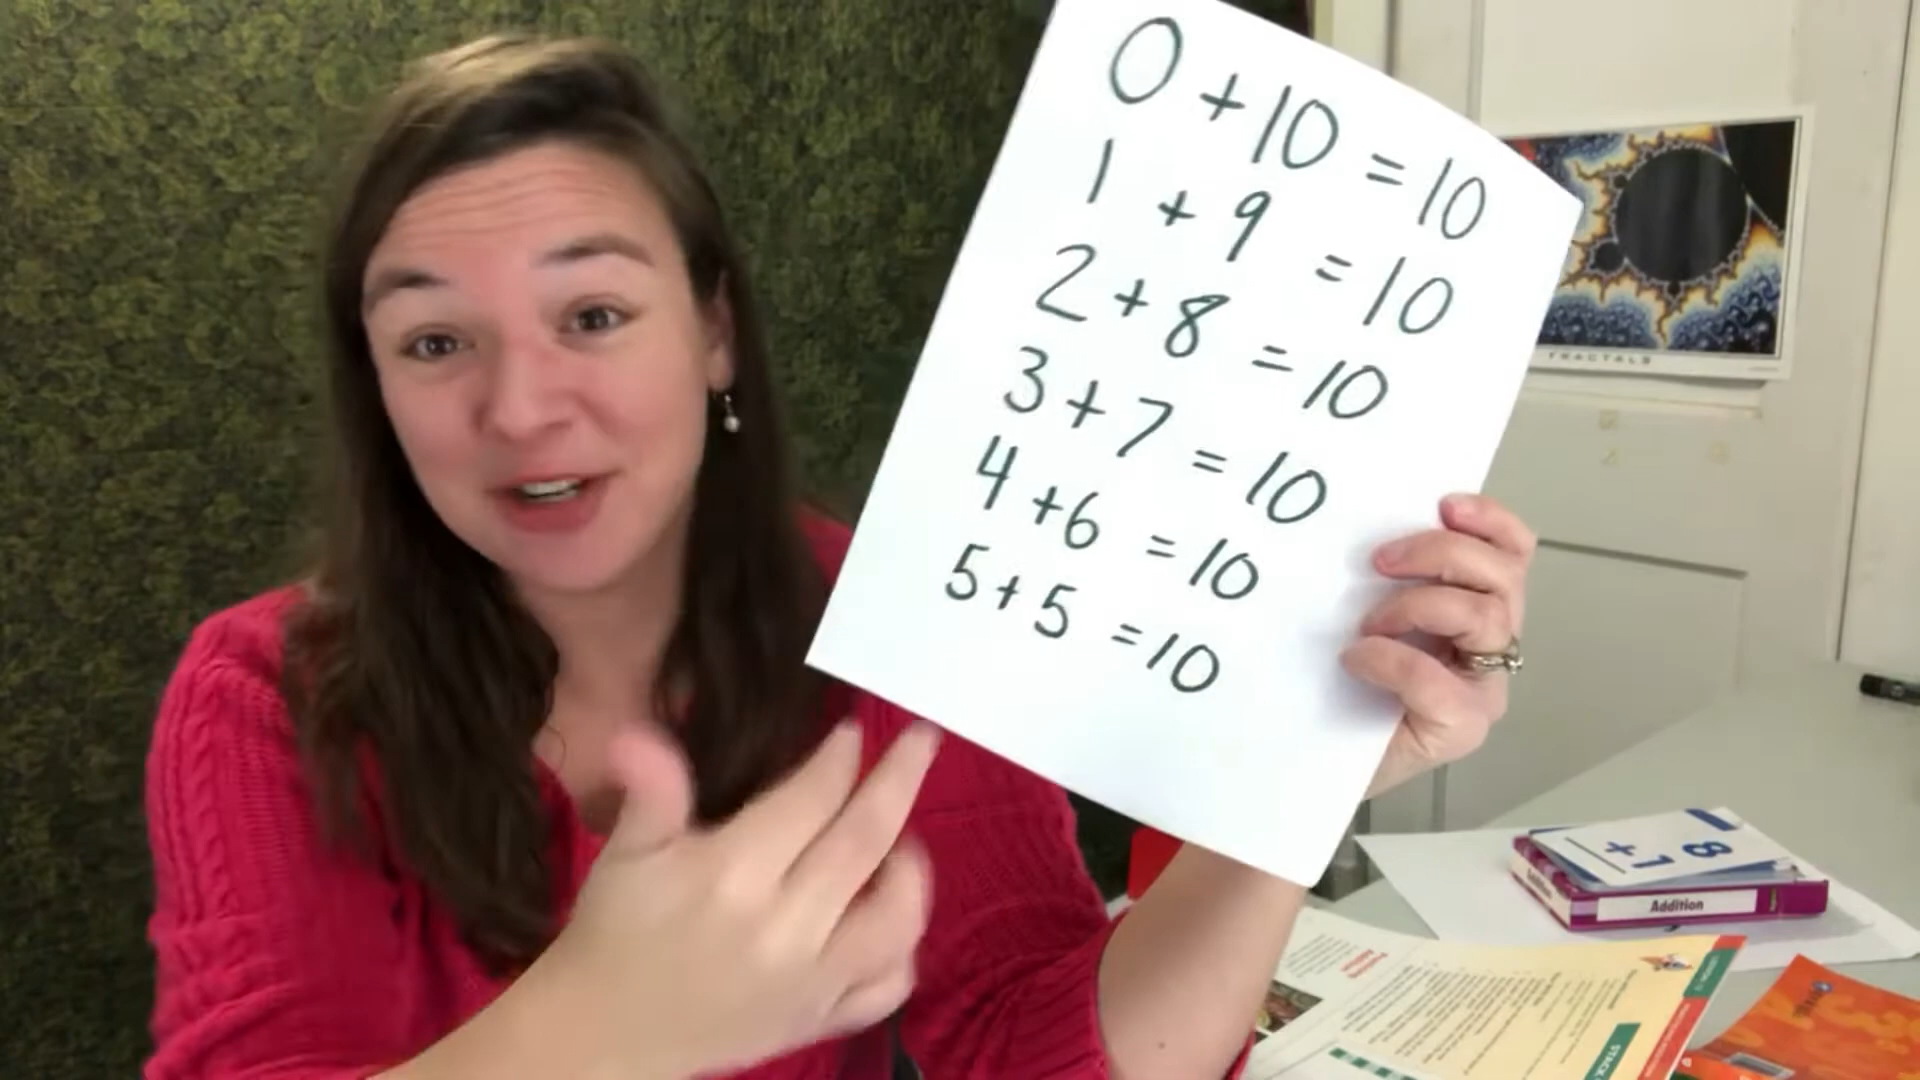 0 + 10 = 10
1 + 9 = 10
2 + 8 = 10
3 + 7 = 10
4 + 6 = 10
5 + 5 = 10
FRACTALS
8
+ 1
Addition